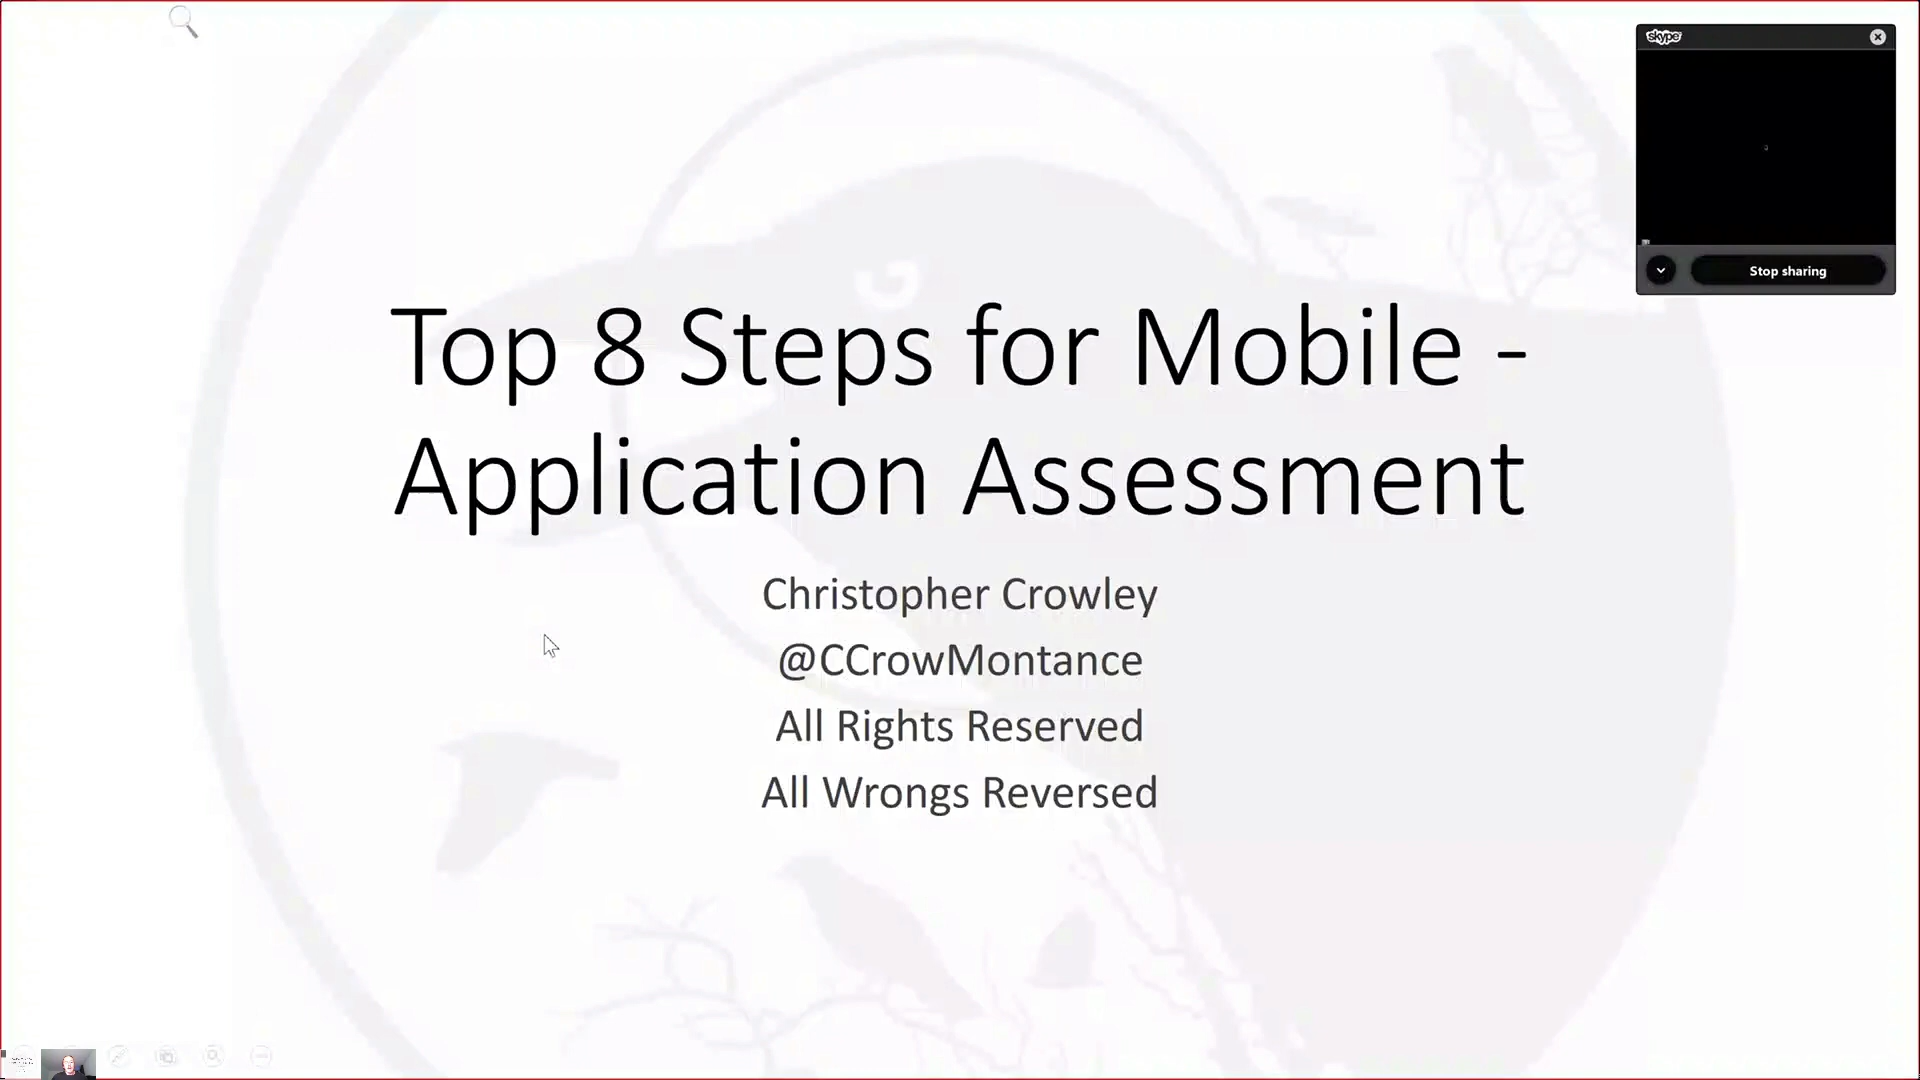 skype
Stop sharing
Top 8 Steps for Mobile -
Application Assessment
Christopher Crowley
@CCrowMontance
All Rights Reserved
All Wrongs Reversed